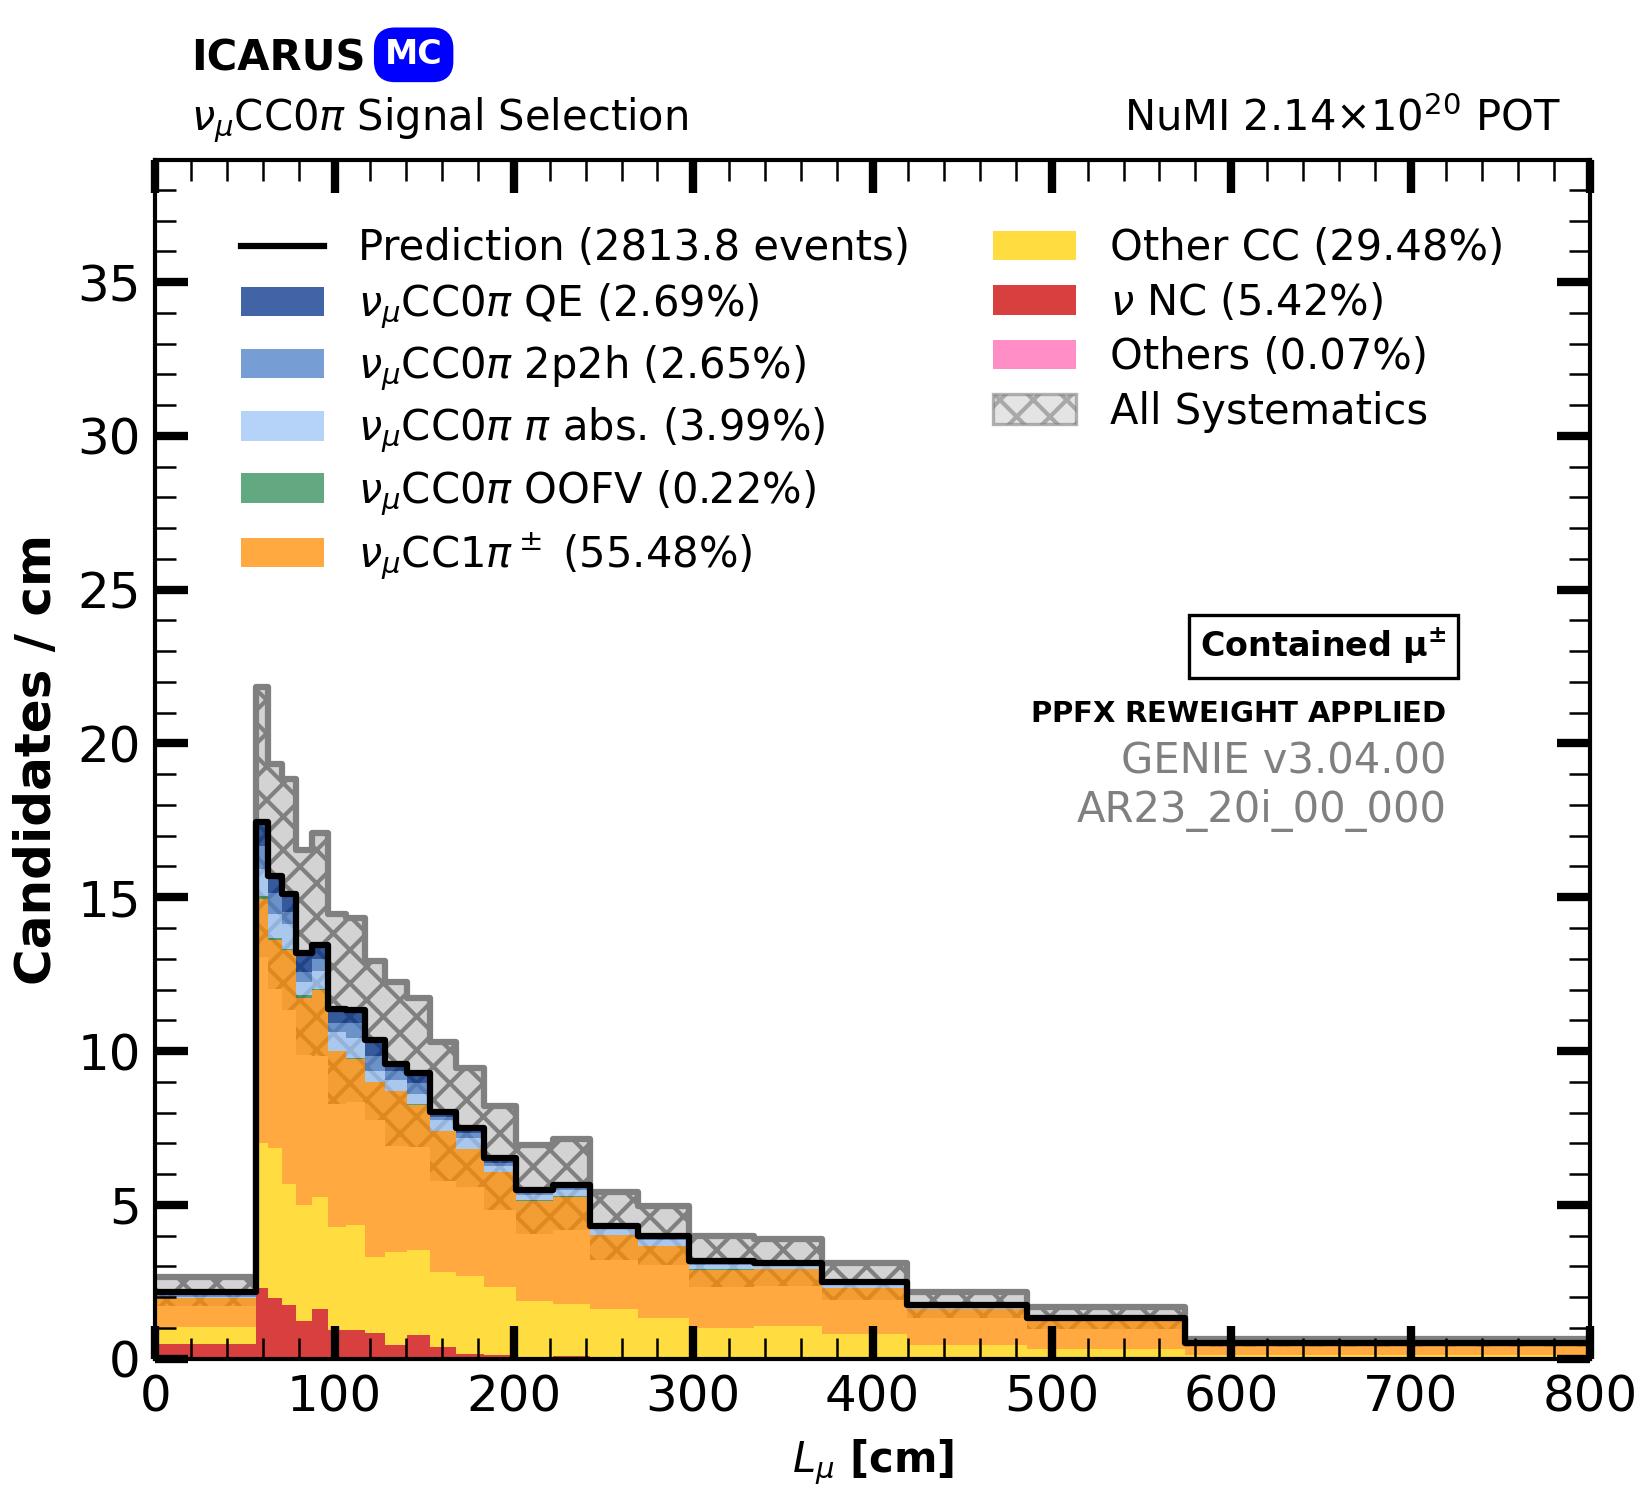 ICARUS MC
νμCC0π Signal Selection
NuMI 2.14×10²⁰ POT
Prediction (2813.8 events)
νμCC0π QE (2.69%)
νμCC0π 2p2h (2.65%)
νμCC0π π abs. (3.99%)
νμCC0π OOFV (0.22%)
νμCC1π± (55.48%)
Other CC (29.48%)
ν NC (5.42%)
Others (0.07%)
All Systematics
Contained μ±
PPFX REWEIGHT APPLIED
GENIE v3.04.00
AR23_20i_00_000
Candidates / cm
35
30
25
20
15
10
5
0
0 100 200 300 400 500 600 700 800
Lμ [cm]